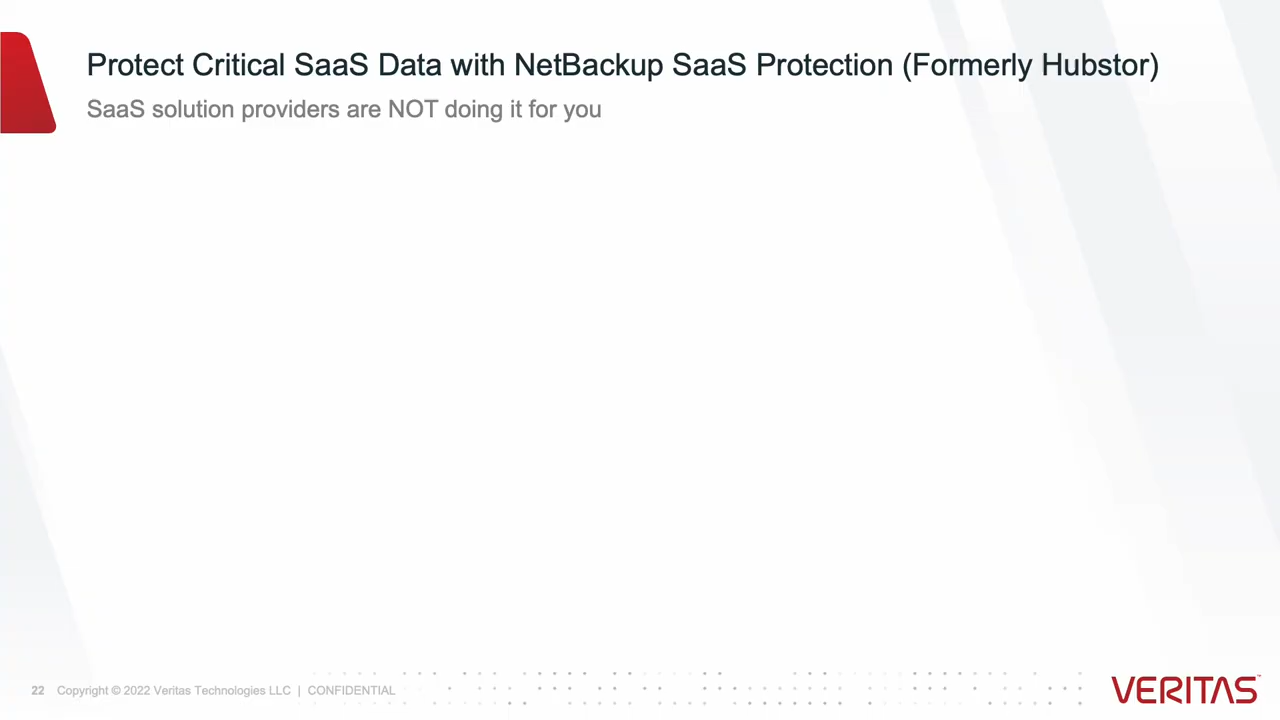 Protect Critical SaaS Data with NetBackup SaaS Protection (Formerly Hubstor)
SaaS solution providers are NOT doing it for you
22 Copyright © 2022 Veritas Technologies LLC | CONFIDENTIAL
VERITAS™